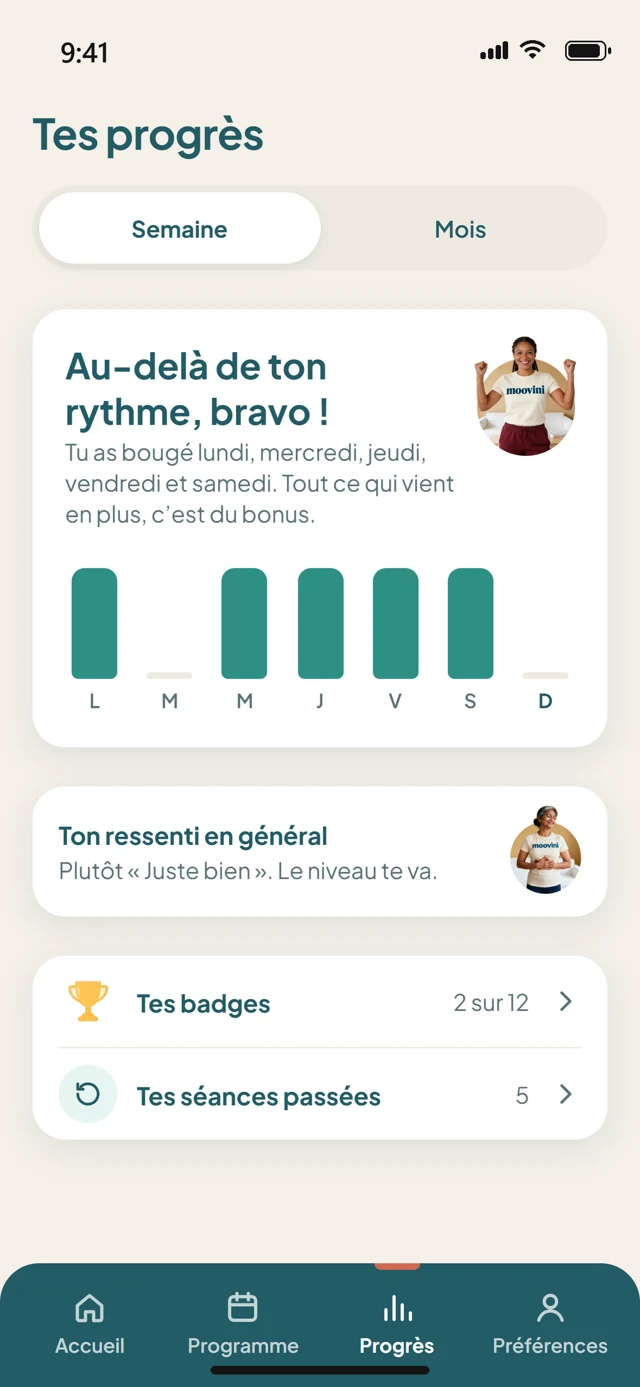 9:41
Tes progrès
Semaine
Mois
Au-delà de ton
rythme, bravo !
moovini
Tu as bougé lundi, mercredi, jeudi,
vendredi et samedi. Tout ce qui vient
en plus, c’est du bonus.
L M M J V S D
Ton ressenti en général
moovini
Plutôt « Juste bien ». Le niveau te va.
Tes badges 2 sur 12
Tes séances passées 5
Accueil Programme Progrès Préférences